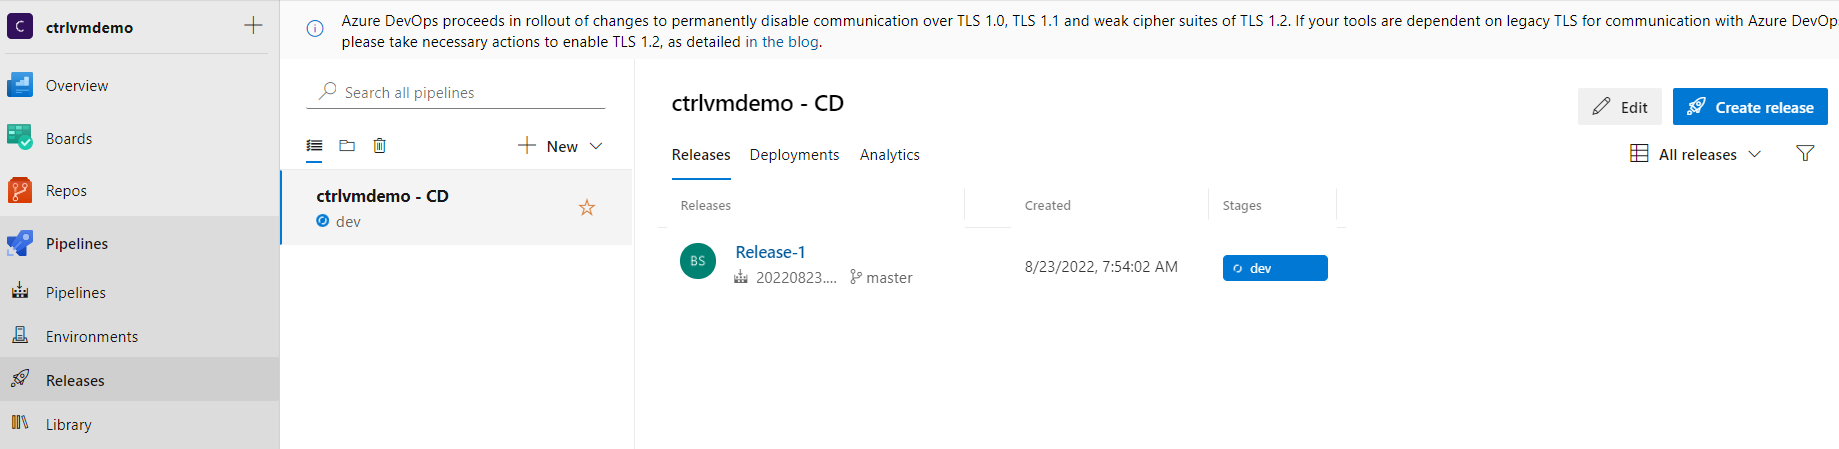 C ctrlvmdemo
Overview
Boards
Repos
Pipelines
Pipelines
Environments
Releases
Library
Azure DevOps proceeds in rollout of changes to permanently disable communication over TLS 1.0, TLS 1.1 and weak cipher suites of TLS 1.2. If your tools are dependent on legacy TLS for communication with Azure DevOp
please take necessary actions to enable TLS 1.2, as detailed in the blog.
Search all pipelines
New
ctrlvmdemo - CD
dev
ctrlvmdemo - CD
Edit
Create release
Releases Deployments Analytics
All releases
Releases Created Stages
BS Release-1
20220823.... master
8/23/2022, 7:54:02 AM
dev